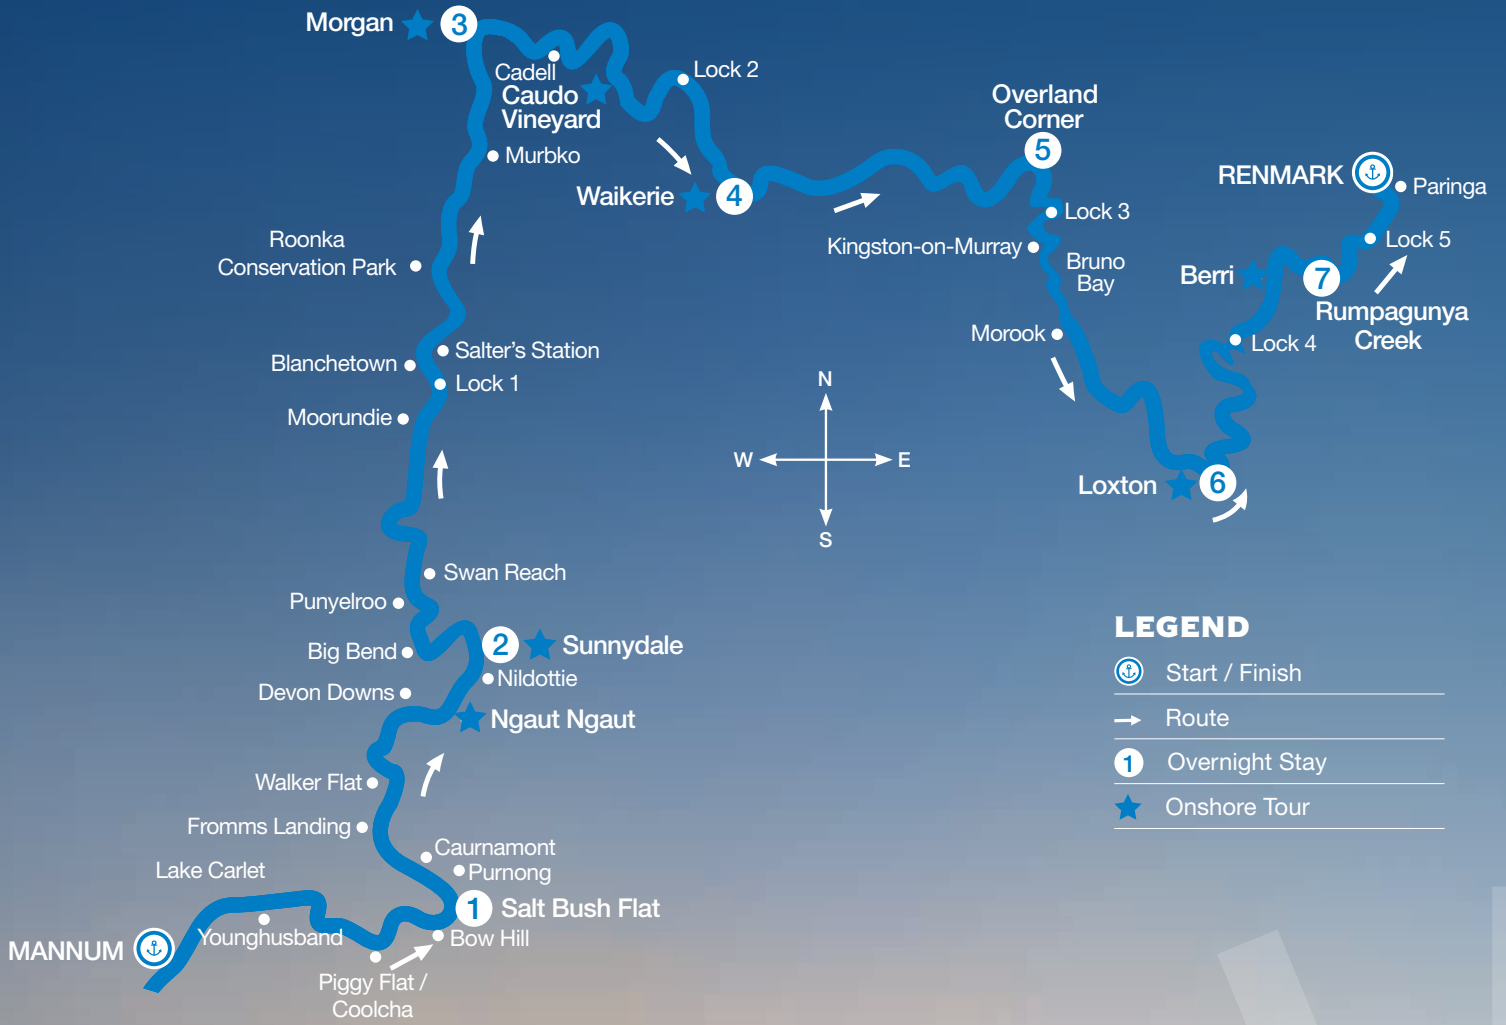 Morgan
3
Cadell
Caudo
Vineyard
Lock 2
Murbko
Waikerie
4
Overland
Corner
5
Lock 3
Kingston-on-Murray
Bruno
Bay
Morook
RENMARK
Paringa
Lock 5
Berri
7
Rumpagunya
Creek
Lock 4
Loxton
6
Roonka
Conservation Park
Salter's Station
Blanchetown
Lock 1
Moorundie
N
W
E
S
Swan Reach
Punyelroo
2
Sunnydale
Big Bend
Nildottie
Devon Downs
Ngaut Ngaut
Walker Flat
Fromms Landing
Caurnamont
Purnong
Lake Carlet
1
Salt Bush Flat
Younghusband
Bow Hill
MANNUM
Piggy Flat /
Coolcha
LEGEND
Start / Finish
Route
1 Overnight Stay
Onshore Tour